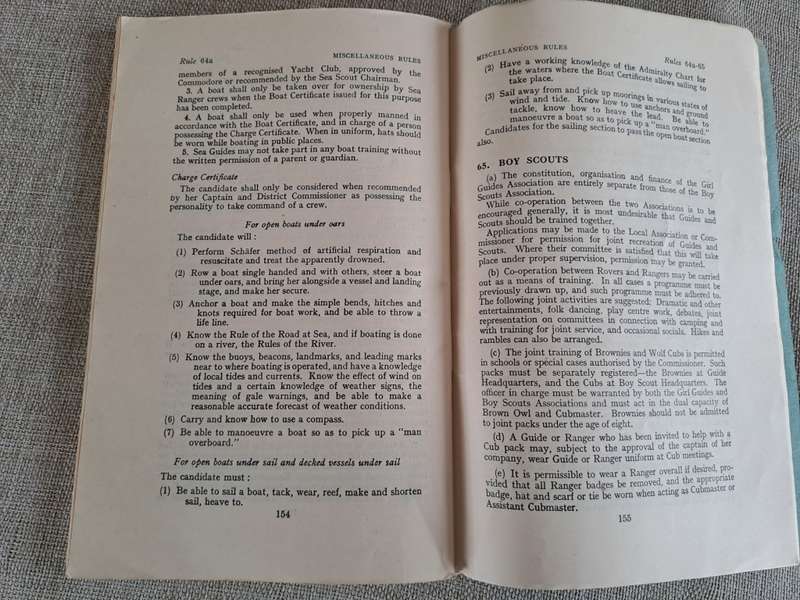 Rule 64a MISCELLANEOUS RULES
members of a recognised Yacht Club, approved by the
Commodore or recommended by the Sea Scout Chairman.
3. A boat shall only be taken over for ownership by Sea
Ranger crews when the Boat Certificate issued for this purpose
has been completed.
4. A boat shall only be used when properly manned in
accordance with the Boat Certificate, and in charge of a person
possessing the Charge Certificate. When in uniform, hats should
be worn while boating in public places.
5. Sea Guides may not take part in any boat training without
the written permission of a parent or guardian.
Charge Certificate
The candidate shall only be considered when recommended
by her Captain and District Commissioner as possessing the
personality to take command of a crew.
For open boats under oars
The candidate will :
(1) Perform Schäfer method of artificial respiration and
resuscitate and treat the apparently drowned.
(2) Row a boat single handed and with others, steer a boat
under oars, and bring her alongside a vessel and landing
stage, and make her secure.
(3) Anchor a boat and make the simple bends, hitches and
knots required for boat work, and be able to throw a
life line.
(4) Know the Rule of the Road at Sea, and if boating is done
on a river, the Rules of the River.
(5) Know the buoys, beacons, landmarks, and leading marks
near to where boating is operated, and have a knowledge
of local tides and currents. Know the effect of wind on
tides and a certain knowledge of weather signs, the
meaning of gale warnings, and be able to make a
reasonable accurate forecast of weather conditions.
(6) Carry and know how to use a compass.
(7) Be able to manoeuvre a boat so as to pick up a "man
overboard."
For open boats under sail and decked vessels under sail
The candidate must :
(1) Be able to sail a boat, tack, wear, reef, make and shorten
sail, heave to.
154
MISCELLANEOUS RULES Rules 64a-65
(2) Have a working knowledge of the Admiralty Chart for
the waters where the Boat Certificate allows sailing to
take place.
(3) Sail away from and pick up moorings in various states of
wind and tide. Know how to use anchors and ground
tackle, know how to heave the lead. Be able to
manoeuvre a boat so as to pick up a "man overboard."
Candidates for the sailing section to pass the open boat section
also.
65. BOY SCOUTS
(a) The constitution, organisation and finance of the Girl
Guides Association are entirely separate from those of the Boy
Scouts Association.
While co-operation between the two Associations is to be
encouraged generally, it is most undesirable that Guides and
Scouts should be trained together.
Applications may be made to the Local Association or Com-
missioner for permission for joint recreation of Guides and
Scouts. Where their committee is satisfied that this will take
place under proper supervision, permission may be granted.
(b) Co-operation between Rovers and Rangers may be carried
out as a means of training. In all cases a programme must be
previously drawn up, and such programme must be adhered to.
The following joint activities are suggested: Dramatic and other
entertainments, folk dancing, play centre work, debates, joint
representation on committees in connection with camping and
with training for joint service, and occasional socials. Hikes and
rambles can also be arranged.
(c) The joint training of Brownies and Wolf Cubs is permitted
in schools or special cases authorised by the Commissioner. Such
packs must be separately registered—the Brownies at Guide
Headquarters, and the Cubs at Boy Scout Headquarters. The
officer in charge must be warranted by both the Girl Guides and
Boy Scouts Associations and must act in the dual capacity of
Brown Owl and Cubmaster. Brownies should not be admitted
to joint packs under the age of eight.
(d) A Guide or Ranger who has been invited to help with a
Cub pack may, subject to the approval of the captain of her
company, wear Guide or Ranger uniform at Cub meetings.
(e) It is permissible to wear a Ranger overall if desired, pro-
vided that all Ranger badges be removed, and the appropriate
badge, hat and scarf or tie be worn when acting as Cubmaster or
Assistant Cubmaster.
155